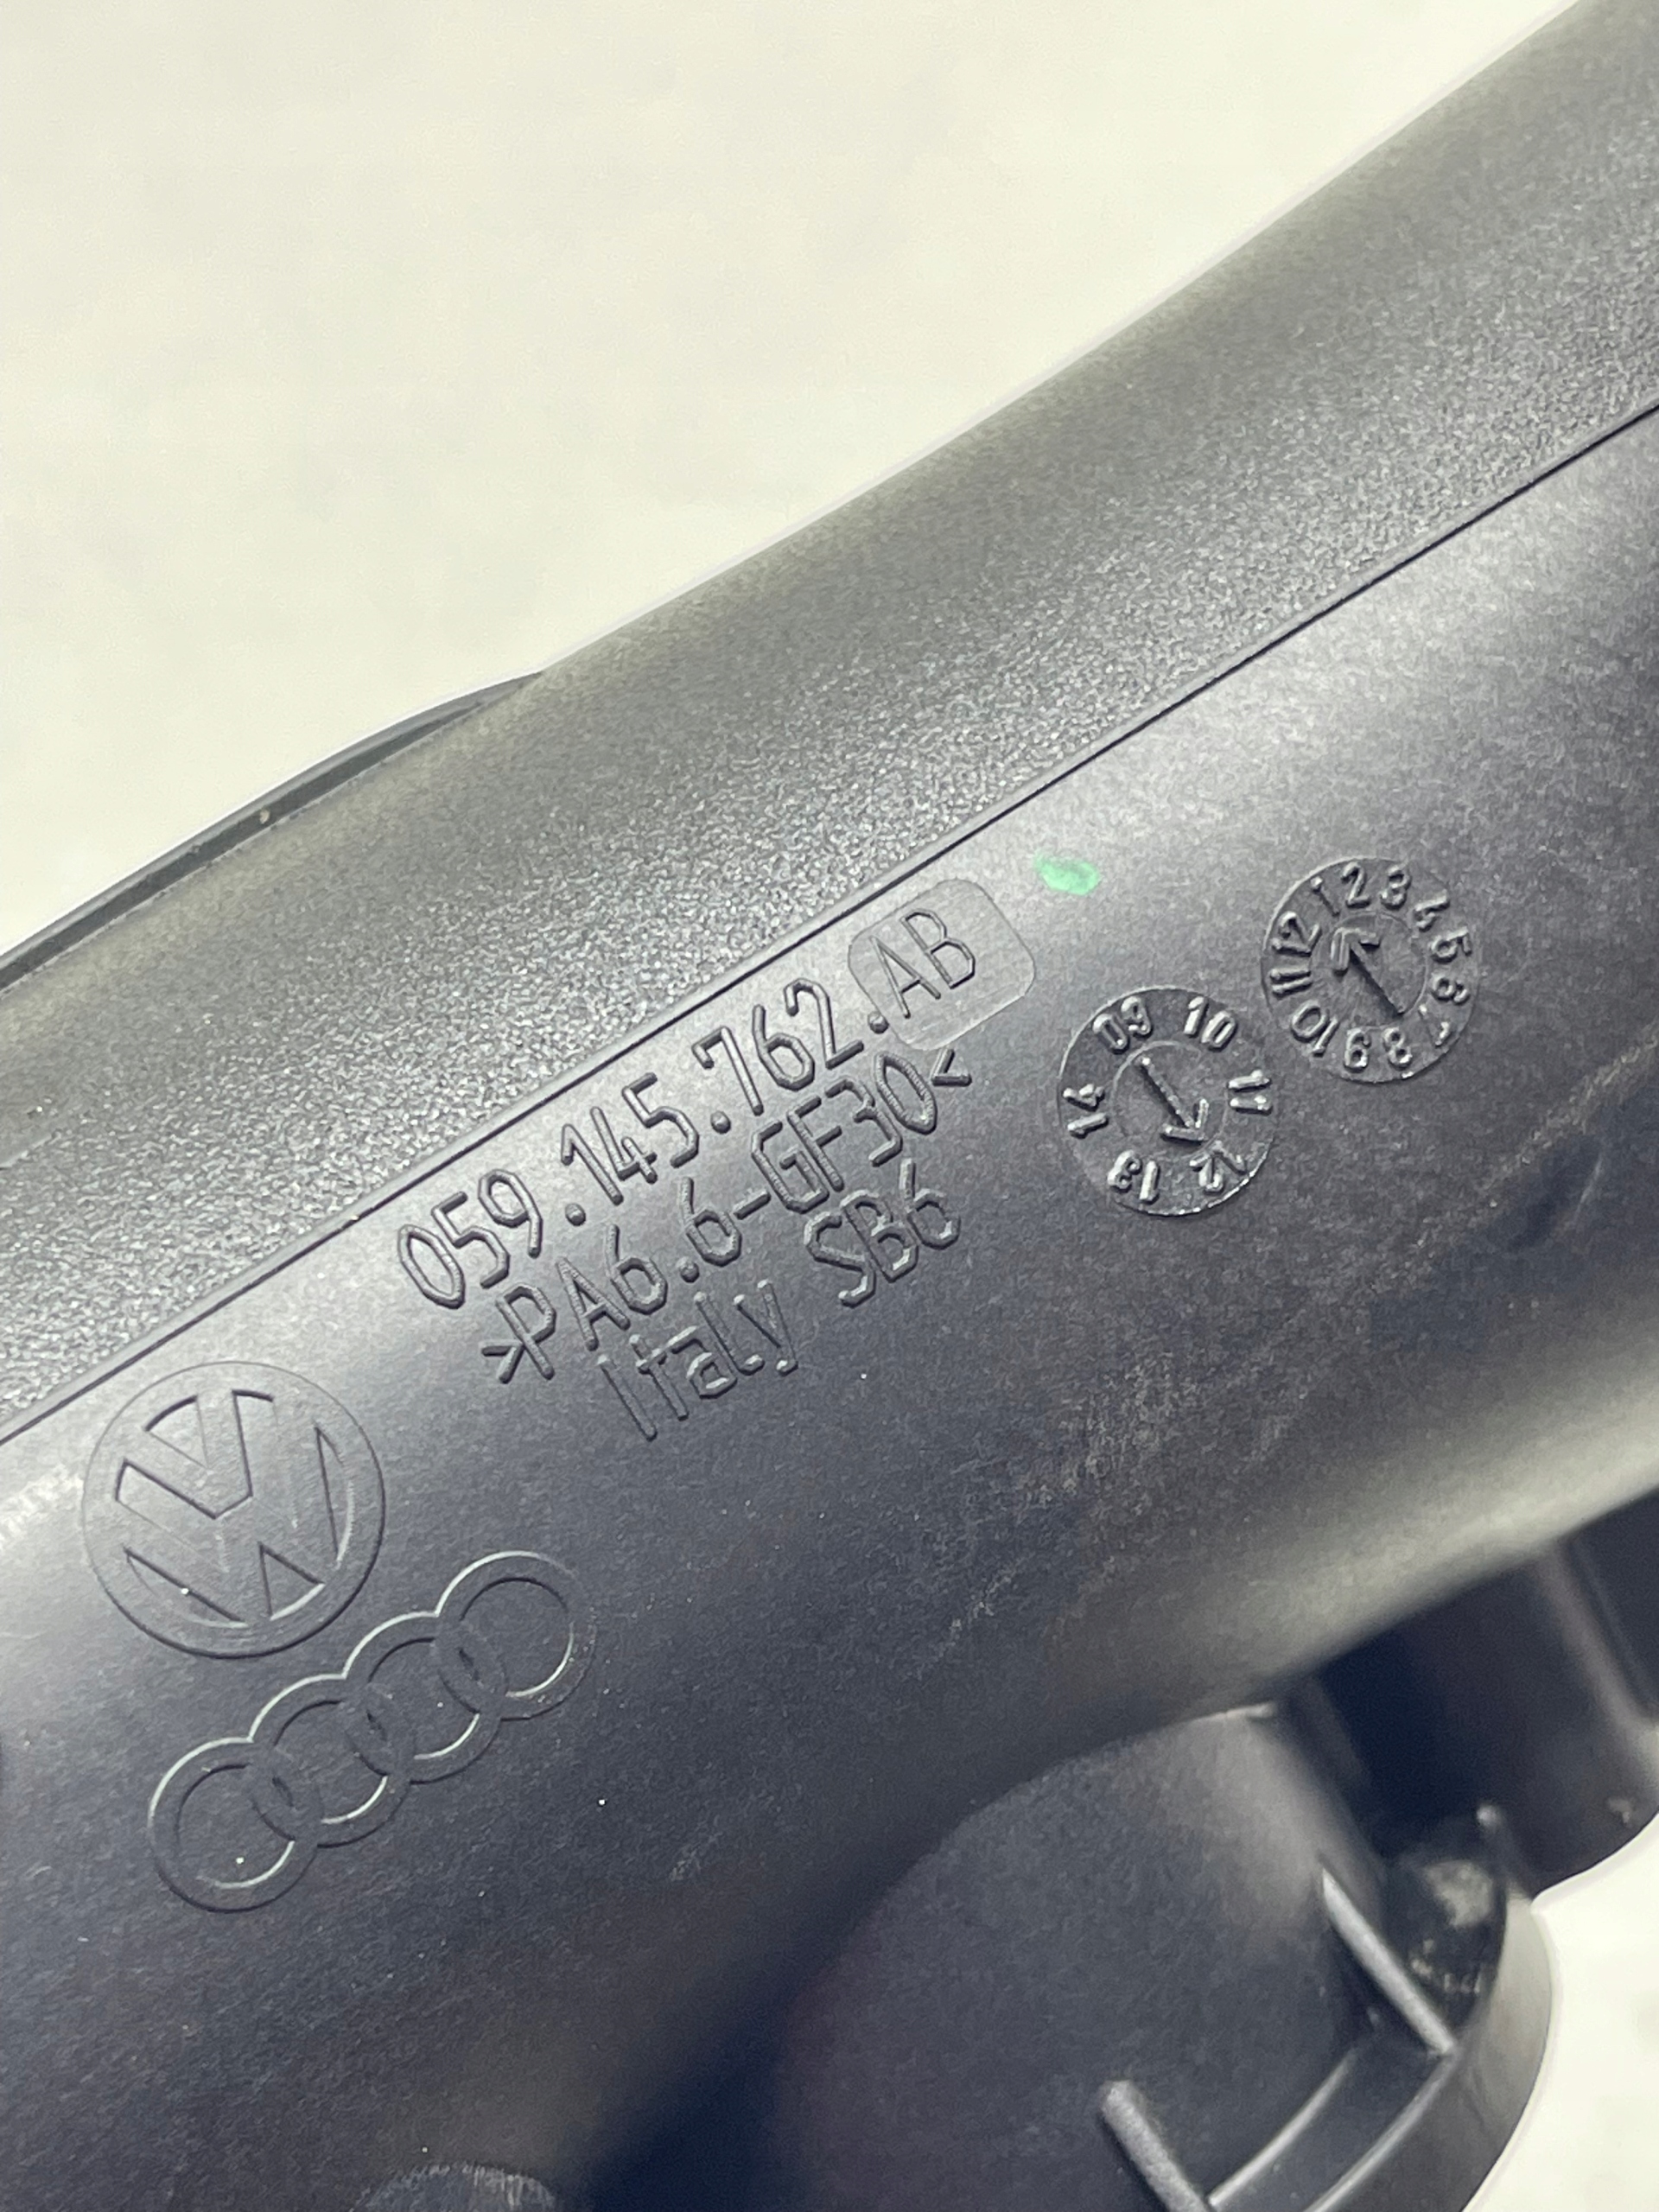 059.145.762.AB
>PA6.6-GF30<
Italy SB6
09 10 11 12 13 14
1 2 3 4 5 6 7 8 9 10 11 12
VW